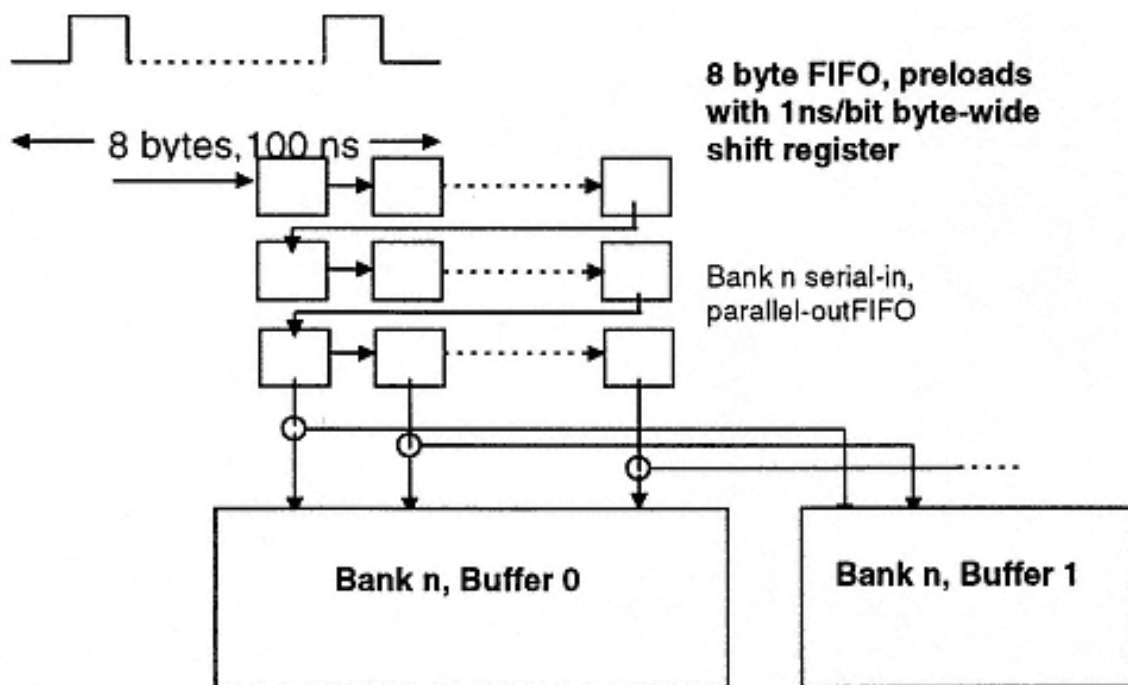 8 byte FIFO, preloads
with 1ns/bit byte-wide
shift register
8 bytes, 100 ns
Bank n serial-in,
parallel-outFIFO
Bank n, Buffer 0
Bank n, Buffer 1